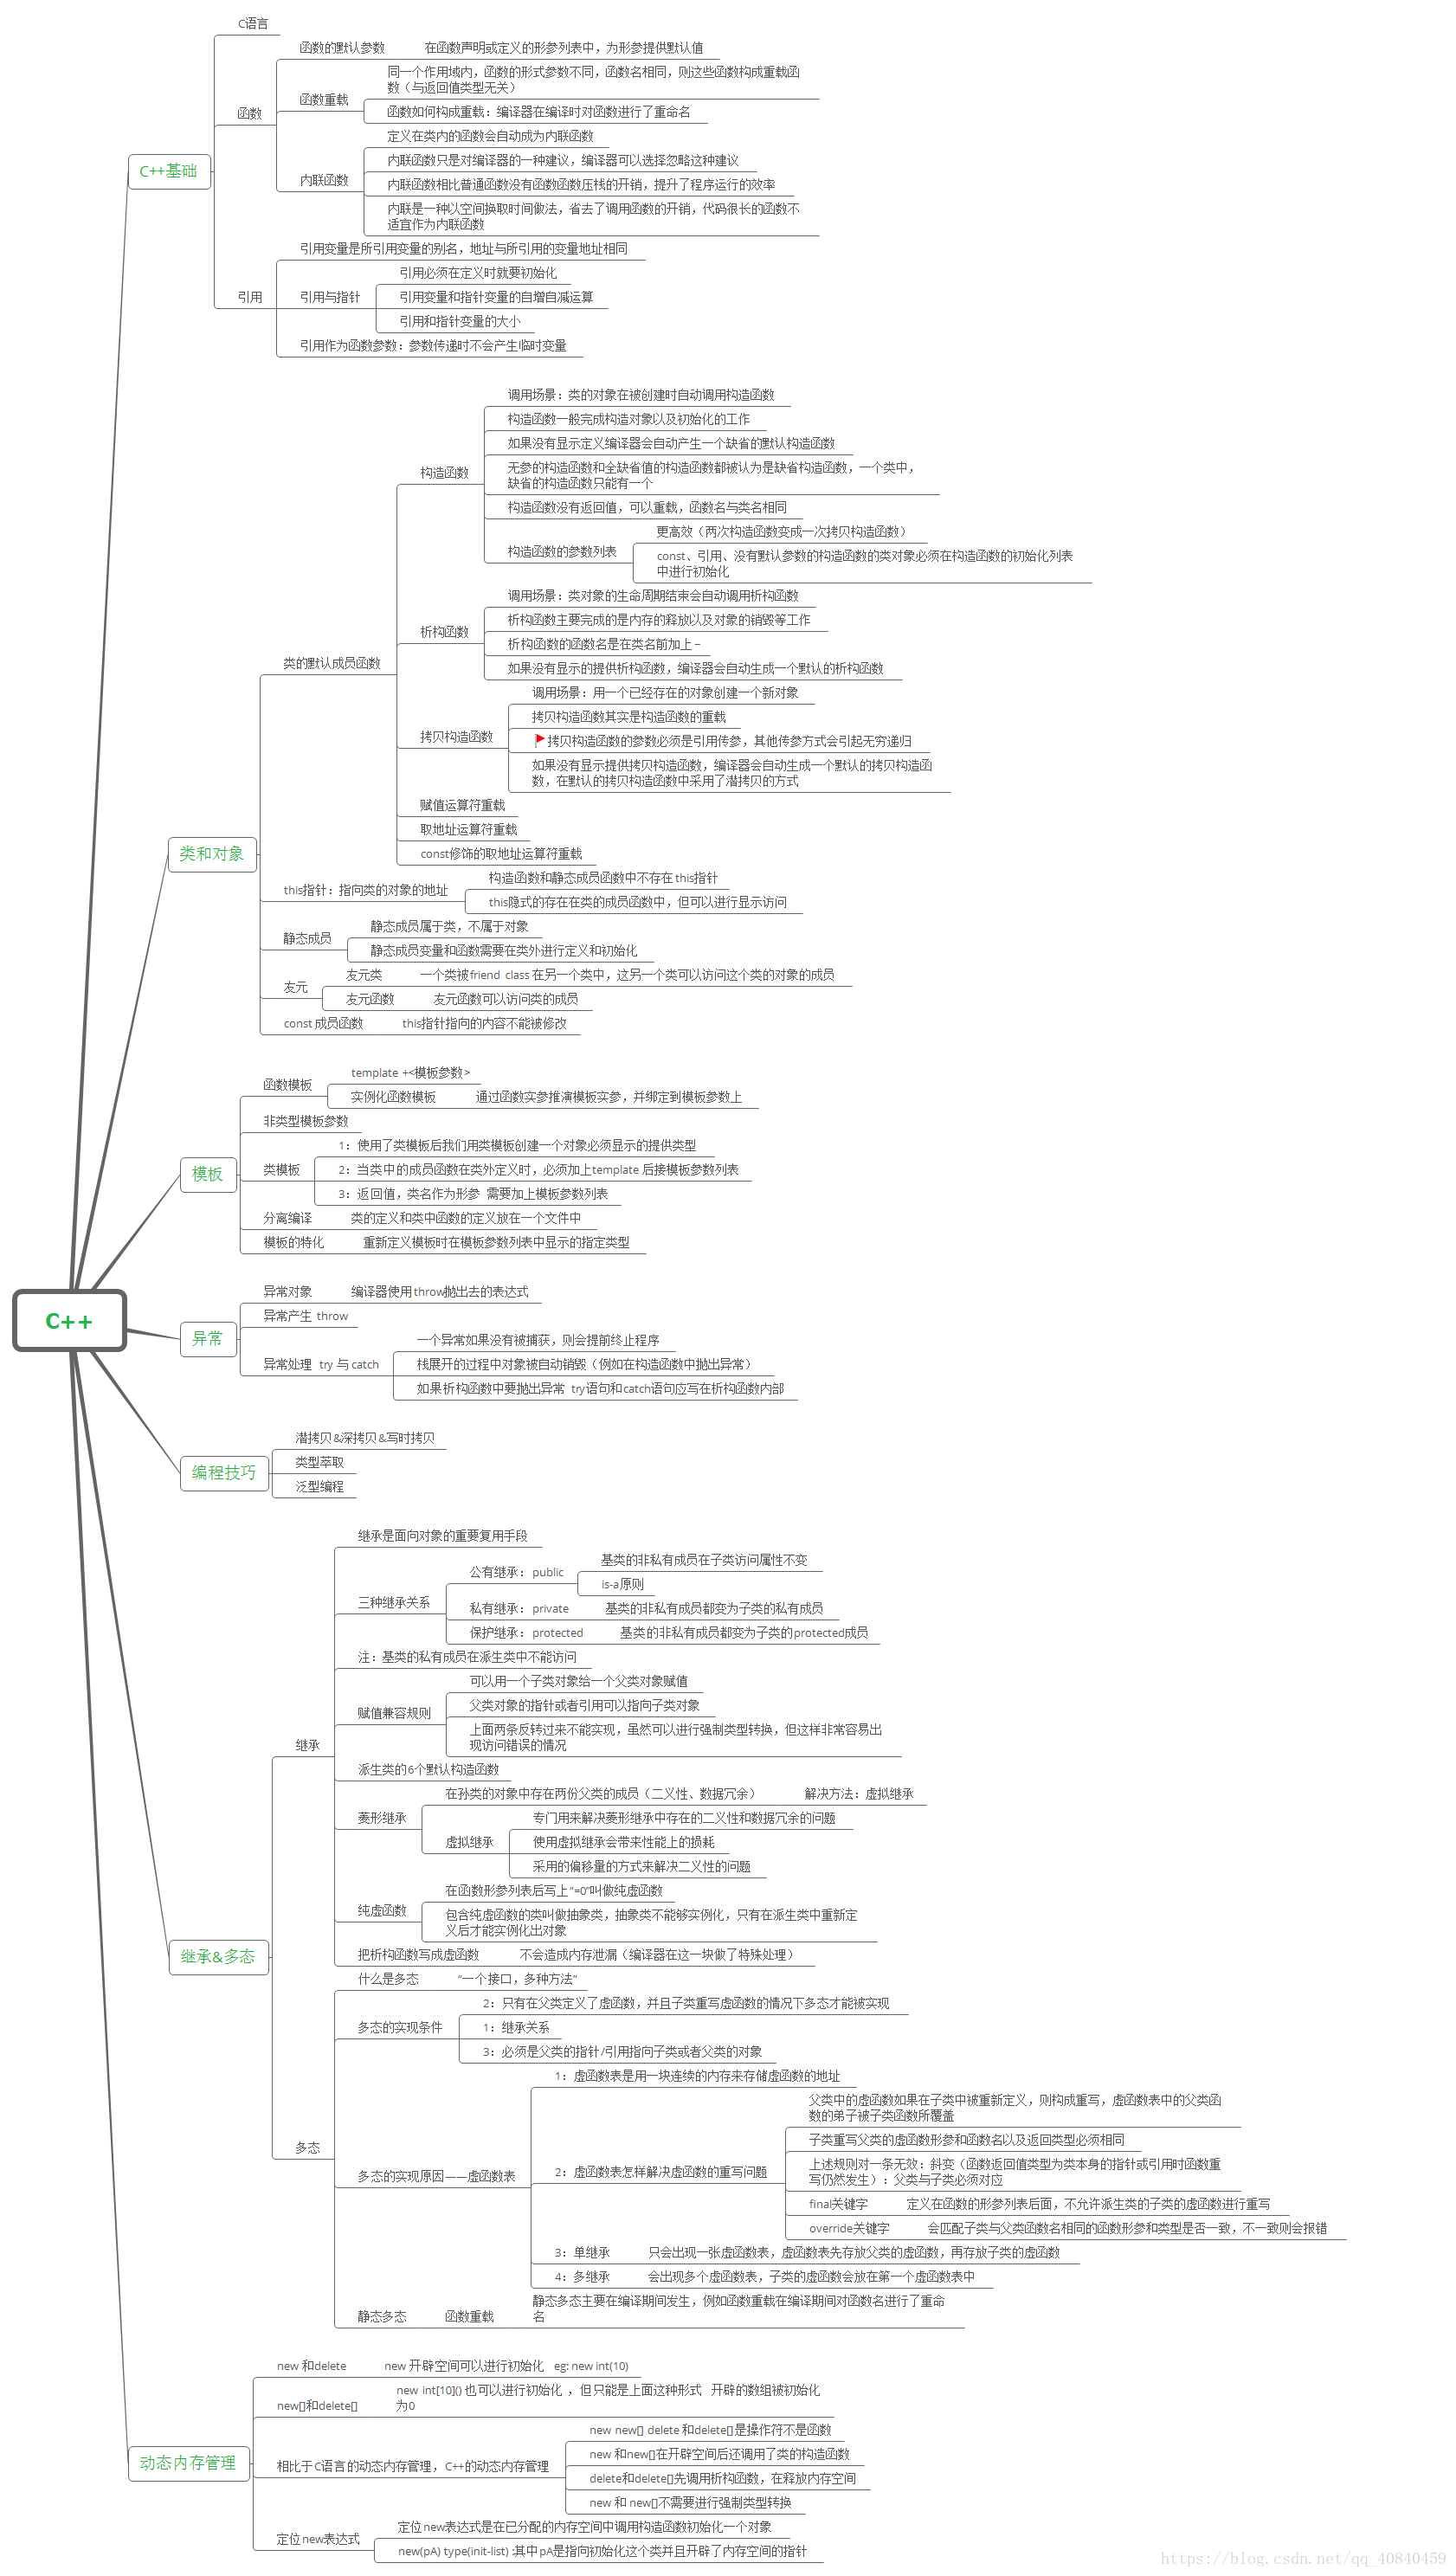 C语言
函数的默认参数 在函数声明或定义的形参列表中，为形参提供默认值
同一个作用域内，函数的形式参数不同，函数名相同，则这些函数构成重载函
数（与返回值类型无关）
函数重载
函数如何构成重载：编译器在编译时对函数进行了重命名
函数
定义在类内的函数会自动成为内联函数
内联函数只是对编译器的一种建议，编译器可以选择忽略这种建议
C++基础
内联函数
内联函数相比普通函数没有函数函数压栈的开销，提升了程序运行的效率
内联是一种以空间换取时间做法，省去了调用函数的开销，代码很长的函数不
适宜作为内联函数
引用变量是所引用变量的别名，地址与所引用的变量地址相同
引用必须在定义时就要初始化
引用
引用与指针
引用变量和指针变量的自增自减运算
引用和指针变量的大小
引用作为函数参数：参数传递时不会产生临时变量
调用场景：类的对象在被创建时自动调用构造函数
构造函数一般完成构造对象以及初始化的工作
如果没有显示定义编译器会自动产生一个缺省的默认构造函数
构造函数
无参的构造函数和全缺省值的构造函数都被认为是缺省构造函数，一个类中，
缺省的构造函数只能有一个
构造函数没有返回值，可以重载，函数名与类名相同
构造函数的参数列表
更高效（两次构造函数变成一次拷贝构造函数）
const、引用、没有默认参数的构造函数的类对象必须在构造函数的初始化列表
中进行初始化
调用场景：类对象的生命周期结束会自动调用析构函数
析构函数
析构函数主要完成的是内存的释放以及对象的销毁等工作
析构函数的函数名是在类名前加上~
如果没有显示的提供析构函数，编译器会自动生成一个默认的析构函数
类的默认成员函数
调用场景：用一个已经存在的对象创建一个新对象
拷贝构造函数其实是构造函数的重载
拷贝构造函数
拷贝构造函数的参数必须是引用传参，其他传参方式会引起无穷递归
如果没有显示提供拷贝构造函数，编译器会自动生成一个默认的拷贝构造函
数，在默认的拷贝构造函数中采用了潜拷贝的方式
赋值运算符重载
取地址运算符重载
const修饰的取地址运算符重载
类和对象
this指针：指向类的对象的地址
构造函数和静态成员函数中不存在this指针
this隐式的存在在类的成员函数中，但可以进行显示访问
静态成员
静态成员属于类，不属于对象
静态成员变量和函数需要在类外进行定义和初始化
友元
友元类 一个类被friend class 在另一个类中，这另一个类可以访问这个类的对象的成员
友元函数 友元函数可以访问类的成员
const 成员函数 this指针指向的内容不能被修改
函数模板
template +<模板参数>
实例化函数模板 通过函数实参推演模板实参，并绑定到模板参数上
非类型模板参数
模板
类模板
1：使用了类模板后我们用类模板创建一个对象必须显示的提供类型
2：当类中的成员函数在类外定义时，必须加上template 后接模板参数列表
3：返回值，类名作为形参 需要加上模板参数列表
分离编译 类的定义和类中函数的定义放在一个文件中
模板的特化 重新定义模板时在模板参数列表中显示的指定类型
C++
异常对象 编译器使用throw抛出去的表达式
异常产生 throw
异常
异常处理 try 与 catch
一个异常如果没有被捕获，则会提前终止程序
栈展开的过程中对象被自动销毁（例如在构造函数中抛出异常）
如果析构函数中要抛出异常 try语句和catch语句应写在析构函数内部
编程技巧
潜拷贝&深拷贝&写时拷贝
类型萃取
泛型编程
继承是面向对象的重要复用手段
三种继承关系
公有继承：public
基类的非私有成员在子类访问属性不变
is-a原则
私有继承：private 基类的非私有成员都变为子类的私有成员
保护继承：protected 基类的非私有成员都变为子类的protected成员
注：基类的私有成员在派生类中不能访问
赋值兼容规则
可以用一个子类对象给一个父类对象赋值
父类对象的指针或者引用可以指向子类对象
上面两条反转过来不能实现，虽然可以进行强制类型转换，但这样非常容易出
现访问错误的情况
继承
派生类的6个默认构造函数
菱形继承
在孙类的对象中存在两份父类的成员（二义性、数据冗余） 解决方法：虚拟继承
虚拟继承
专门用来解决菱形继承中存在的二义性和数据冗余的问题
使用虚拟继承会带来性能上的损耗
采用的偏移量的方式来解决二义性的问题
纯虚函数
在函数形参列表后写上“=0”叫做纯虚函数
包含纯虚函数的类叫做抽象类，抽象类不能够实例化，只有在派生类中重新定
义后才能实例化出对象
把析构函数写成虚函数 不会造成内存泄漏（编译器在这一块做了特殊处理）
继承&多态
什么是多态 “一个接口，多种方法”
多态的实现条件
2：只有在父类定义了虚函数，并且子类重写虚函数的情况下多态才能被实现
1：继承关系
3：必须是父类的指针/引用指向子类或者父类的对象
多态
多态的实现原因——虚函数表
1：虚函数表是用一块连续的内存来存储虚函数的地址
2：虚函数表怎样解决虚函数的重写问题
父类中的虚函数如果在子类中被重新定义，则构成重写，虚函数表中的父类函
数的弟子被子类函数所覆盖
子类重写父类的虚函数形参和函数名以及返回类型必须相同
上述规则对一条无效：斜变（函数返回值类型为类本身的指针或引用时函数重
写仍然发生）：父类与子类必须对应
final关键字 定义在函数的形参列表后面，不允许派生类的子类的虚函数进行重写
override关键字 会匹配子类与父类函数名相同的函数形参和类型是否一致，不一致则会报错
3：单继承 只会出现一张虚函数表，虚函数表先存放父类的虚函数，再存放子类的虚函数
4：多继承 会出现多个虚函数表，子类的虚函数会放在第一个虚函数表中
静态多态 函数重载
静态多态主要在编译期间发生，例如函数重载在编译期间对函数名进行了重命
名
new 和delete new 开辟空间可以进行初始化 eg: new int(10)
new[]和delete[]
new int[10]() 也可以进行初始化 ，但只能是上面这种形式 开辟的数组被初始化
为0
动态内存管理
相比于C语言的动态内存管理，C++的动态内存管理
new new[] delete 和delete[]是操作符不是函数
new 和new[]在开辟空间后还调用了类的构造函数
delete和delete[]先调用析构函数，在释放内存空间
new 和 new[]不需要进行强制类型转换
定位new表达式
定位new表达式是在已分配的内存空间中调用构造函数初始化一个对象
new(pA) type(init-list) :其中pA是指向初始化这个类并且开辟了内存空间的指针
https://blog.csdn.net/qq_40840459